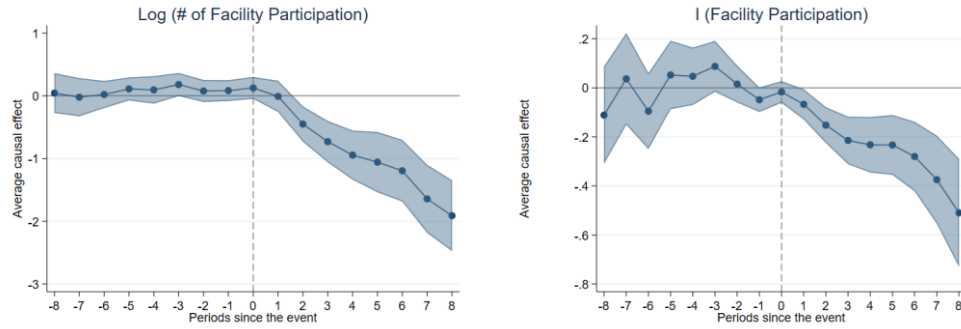 Log (# of Facility Participation)
1
0
-1
-2
-3
Average causal effect
-8 -7 -6 -5 -4 -3 -2 -1 0 1 2 3 4 5 6 7 8
Periods since the event
I (Facility Participation)
.2
0
-.2
-.4
-.6
-.8
Average causal effect
-8 -7 -6 -5 -4 -3 -2 -1 0 1 2 3 4 5 6 7 8
Periods since the event